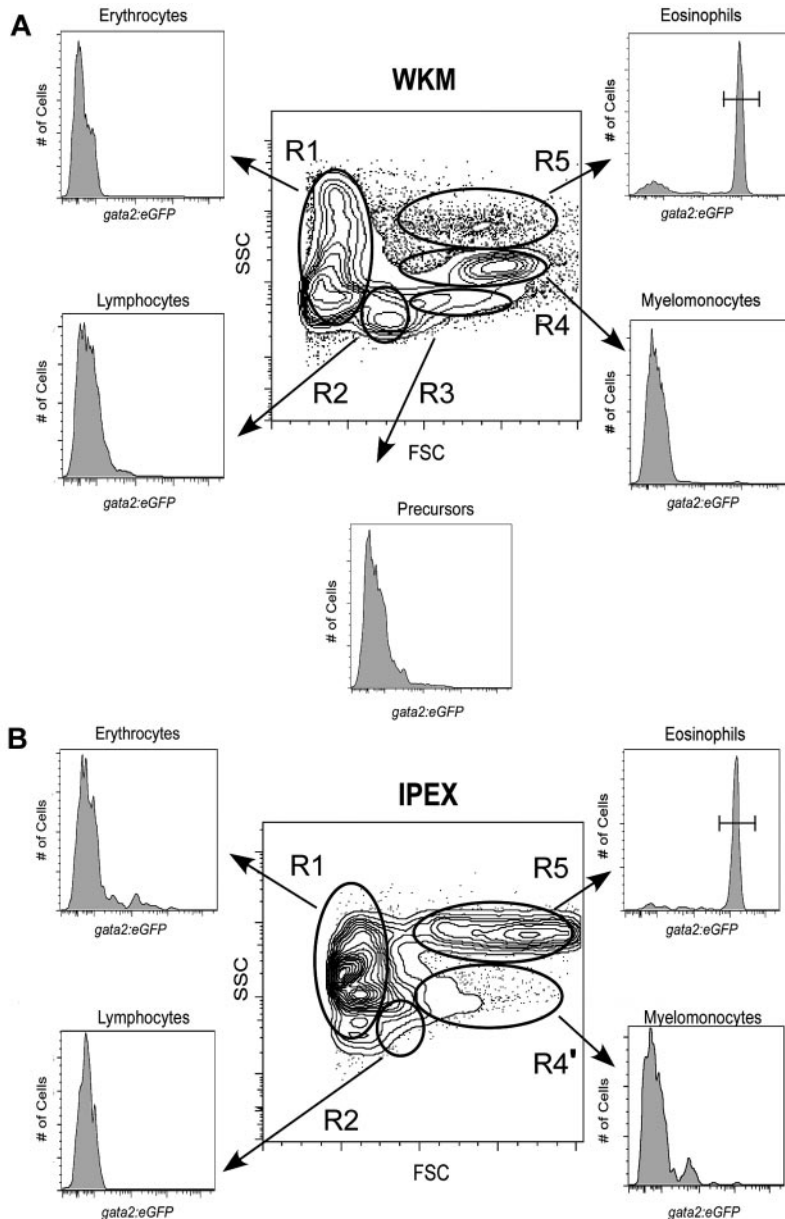 A
Erythrocytes
# of Cells
gata2:eGFP
Eosinophils
# of Cells
gata2:eGFP
WKM
R1
R5
SSC
R4
R2
R3
FSC
Lymphocytes
# of Cells
gata2:eGFP
Myelomonocytes
# of Cells
gata2:eGFP
Precursors
# of Cells
gata2:eGFP
B
Erythrocytes
# of Cells
gata2:eGFP
Eosinophils
# of Cells
gata2:eGFP
IPEX
R1
R5
SSC
R4'
R2
FSC
Lymphocytes
# of Cells
gata2:eGFP
Myelomonocytes
# of Cells
gata2:eGFP